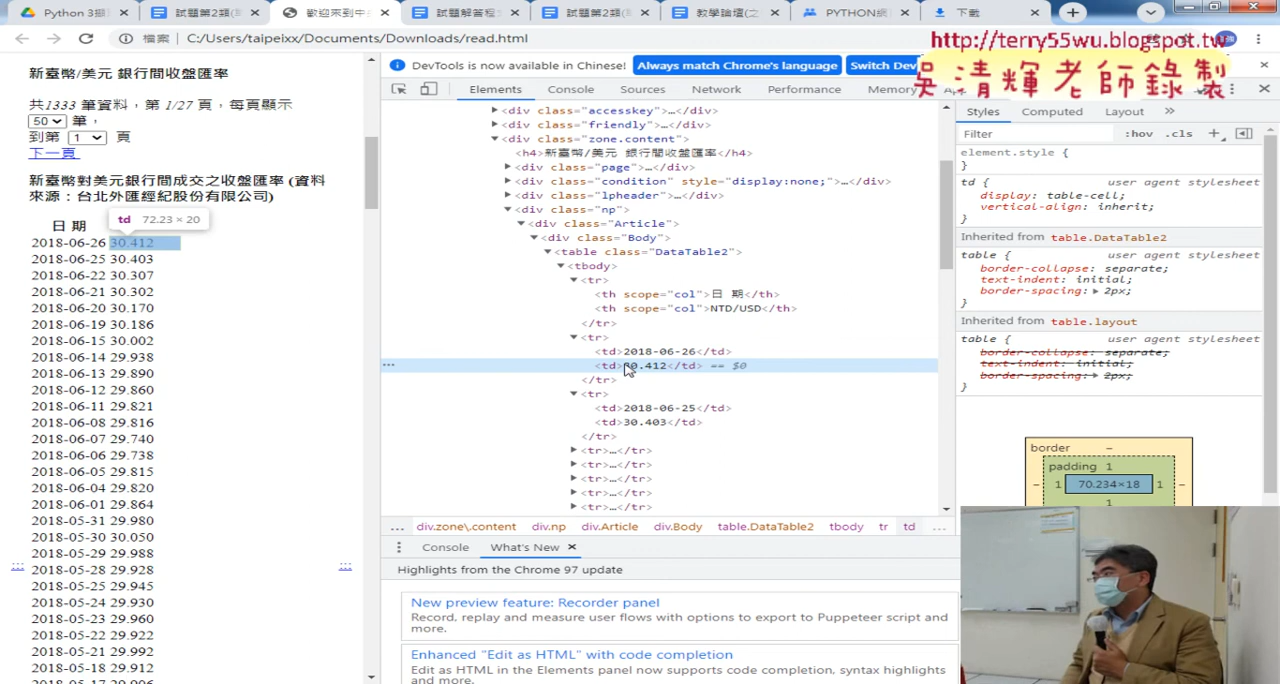 Python 3擷
試題第2類(
歡迎來到中
試題解答程
試題第2類(
教學論壇(之
PYTHON網
下載
檔案
C:/Users/taipeixx/Documents/Downloads/read.html
http://terry55wu.blogspot.tw
吳清輝老師錄製
新臺幣/美元 銀行間收盤匯率
共1333 筆資料，第 1/27 頁，每頁顯示
50 筆，
到第 1 頁
下一頁
新臺幣對美元銀行間成交之收盤匯率 (資料
來源：台北外匯經紀股份有限公司)
日 期
td 72.23 × 20
2018-06-26 30.412
2018-06-25 30.403
2018-06-22 30.307
2018-06-21 30.302
2018-06-20 30.170
2018-06-19 30.186
2018-06-15 30.002
2018-06-14 29.938
2018-06-13 29.890
2018-06-12 29.860
2018-06-11 29.821
2018-06-08 29.816
2018-06-07 29.740
2018-06-06 29.738
2018-06-05 29.815
2018-06-04 29.820
2018-06-01 29.864
2018-05-31 29.980
2018-05-30 30.050
2018-05-29 29.988
2018-05-28 29.928
2018-05-25 29.945
2018-05-24 29.930
2018-05-23 29.960
2018-05-22 29.922
2018-05-21 29.992
2018-05-18 29.912
2018-05-17 29.906
DevTools is now available in Chinese!
Always match Chrome's language
Switch Dev
Elements Console Sources Network Performance Memory
<div class="accesskey">…</div>
<div class="friendly">…</div>
<div class="zone.content">
<h4>新臺幣/美元 銀行間收盤匯率</h4>
<div class="page">…</div>
<div class="condition" style="display:none;">…</div>
<div class="lpheader">…</div>
<div class="np">
<div class="Article">
<div class="Body">
<table class="DataTable2">
<tbody>
<tr>
<th scope="col">日 期</th>
<th scope="col">NTD/USD</th>
</tr>
<tr>
<td>2018-06-26</td>
<td>30.412</td> == $0
</tr>
<tr>
<td>2018-06-25</td>
<td>30.403</td>
</tr>
<tr>…</tr>
<tr>…</tr>
<tr>…</tr>
<tr>…</tr>
<tr>…</tr>
… div.zone\.content div.np div.Article div.Body table.DataTable2 tbody tr td …
Console What's New
Highlights from the Chrome 97 update
New preview feature: Recorder panel
Record, replay and measure user flows with options to export to Puppeteer script and
more.
Enhanced "Edit as HTML" with code completion
Edit as HTML in the Elements panel now supports code completion, syntax highlights
and more.
Styles Computed Layout »
Filter :hov .cls +
element.style {
}
td { user agent stylesheet
display: table-cell;
vertical-align: inherit;
}
Inherited from table.DataTable2
table { user agent stylesheet
border-collapse: separate;
text-indent: initial;
border-spacing: 2px;
}
Inherited from table.layout
table { user agent stylesheet
border-collapse: separate;
text-indent: initial;
border-spacing: 2px;
}
border –
padding 1
– 1 70.234×18 1 –
1